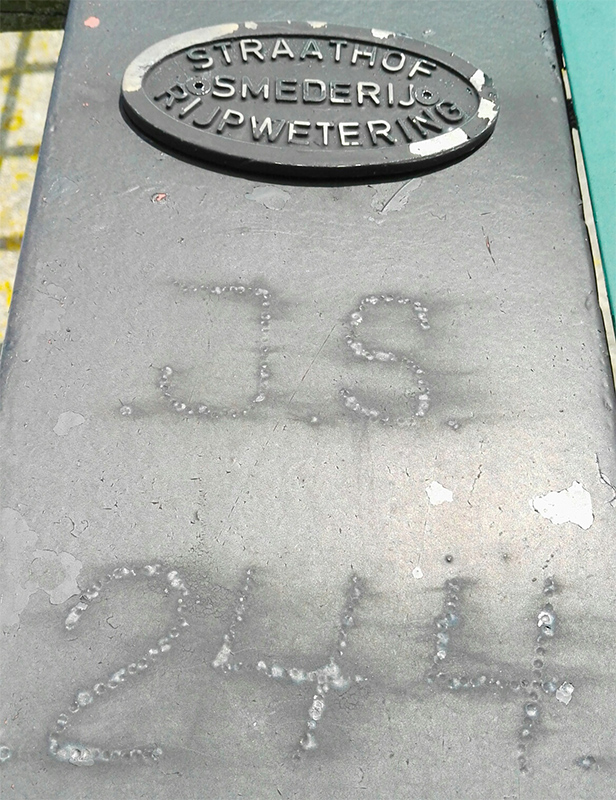 STRAATHOF
SMEDERIJ
RIJPWETERING
.J.S.
244